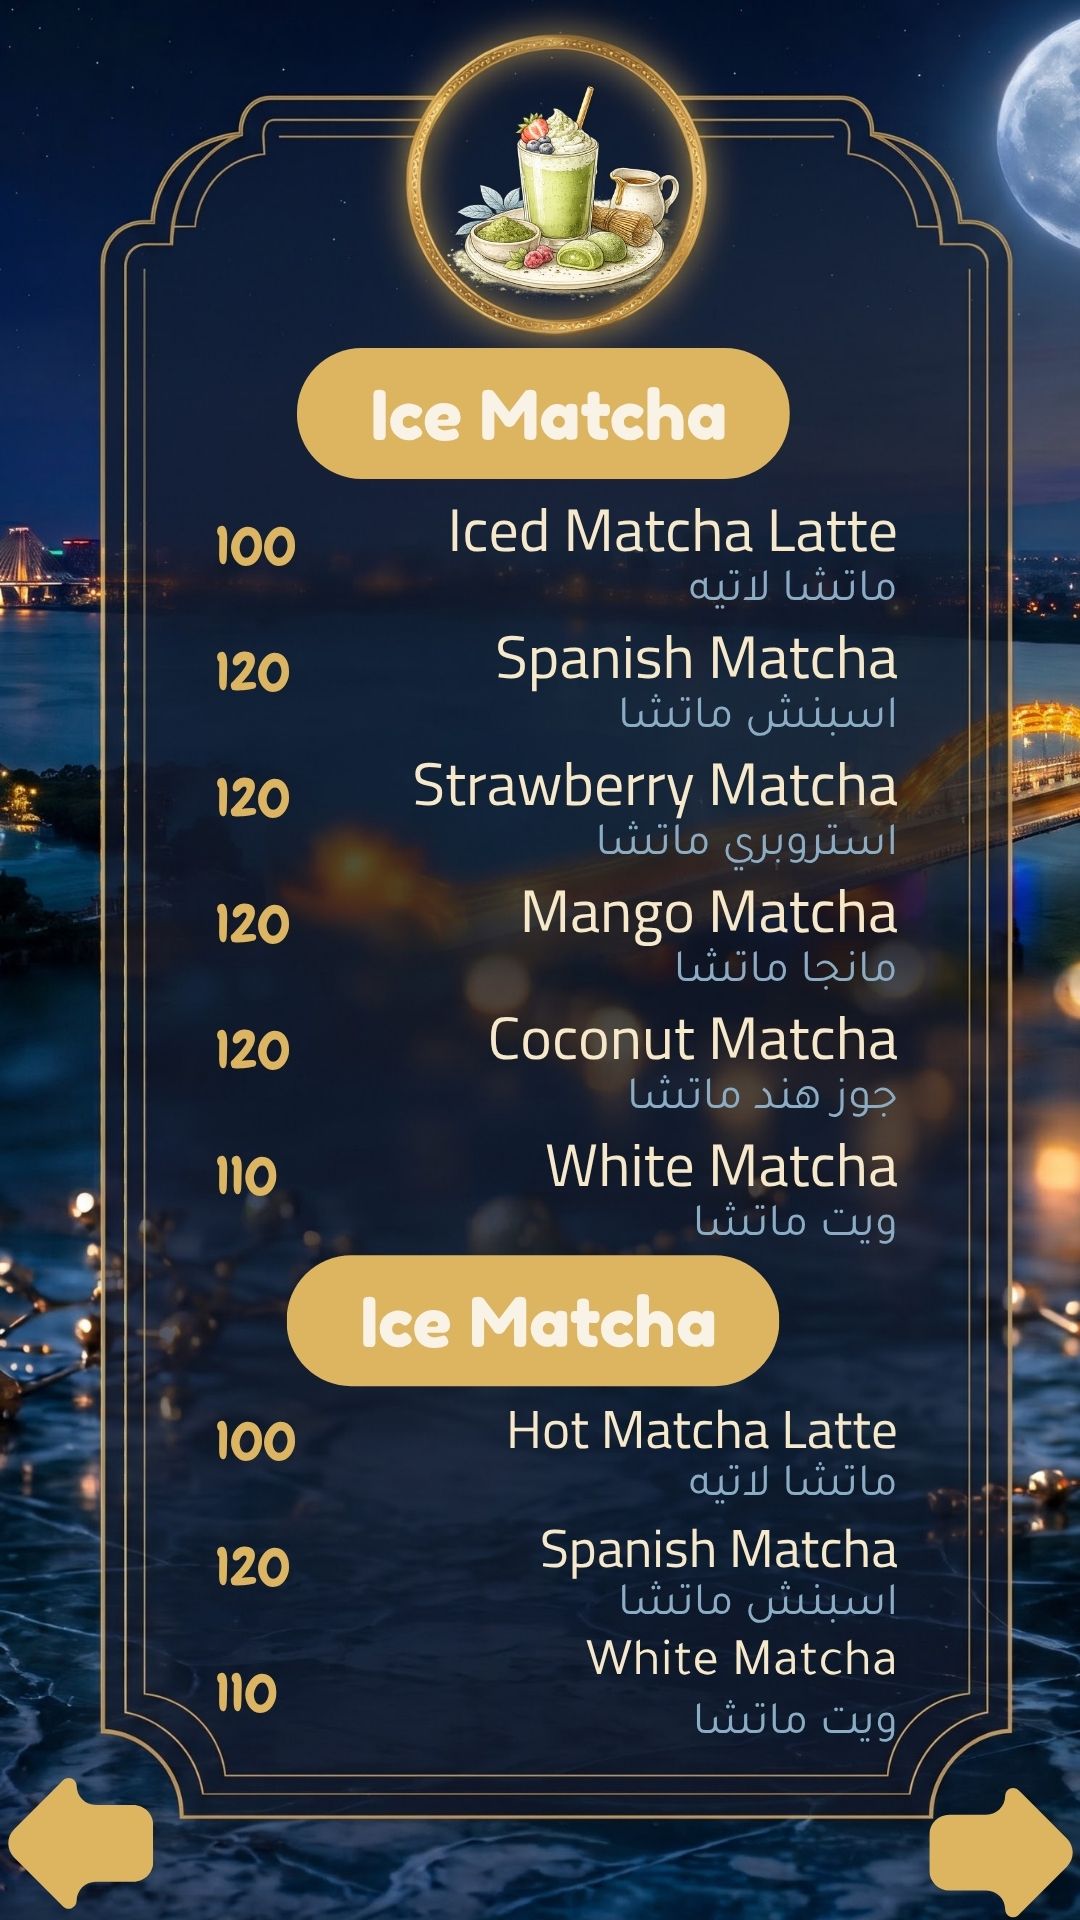 Ice Matcha
100 Iced Matcha Latte
ماتشا لاتيه
120 Spanish Matcha
اسبنش ماتشا
120 Strawberry Matcha
استروبري ماتشا
120 Mango Matcha
مانجا ماتشا
120 Coconut Matcha
جوز هند ماتشا
110 White Matcha
ويت ماتشا
Ice Matcha
100 Hot Matcha Latte
ماتشا لاتيه
120 Spanish Matcha
اسبنش ماتشا
110 White Matcha
ويت ماتشا